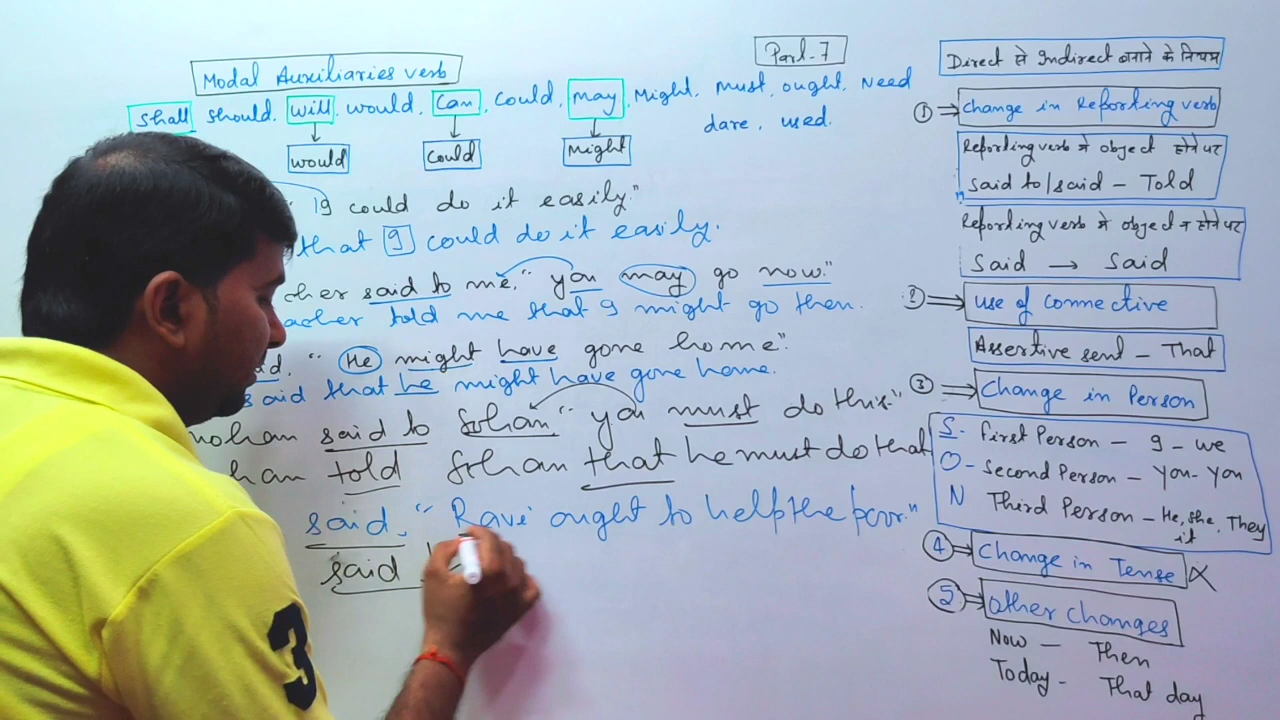 Part-7
Modal Auxiliaries verb
Shall should, will, would, Can, Could, may, Might, must, ought, Need
dare, used.
would Could Might
" I could do it easily."
that I could do it easily.
cher said to me, "you may go now."
acher told me that I might go then.
said. "He might have gone home".
said that he might have gone home.
mohan said to Sohan "you must do this."
han told Sohan that he must do that
said, "Ravi ought to help the poor."
said
Direct से Indirect बनाने के नियम
① ⇒ Change in Reporting verb
Reporting verb मे object होने पर
Said to/said – Told
Reporting verb मे object न होने पर
Said → Said
② ⇒ use of Connective
Assertive sent – That
③ ⇒ Change in Person
S. First Person – I – we
O – Second Person – You – You
N Third Person – He, She, They
it
④ ⇒ Change in Tense X
⑤ ⇒ other changes
Now – Then
Today – That day
3